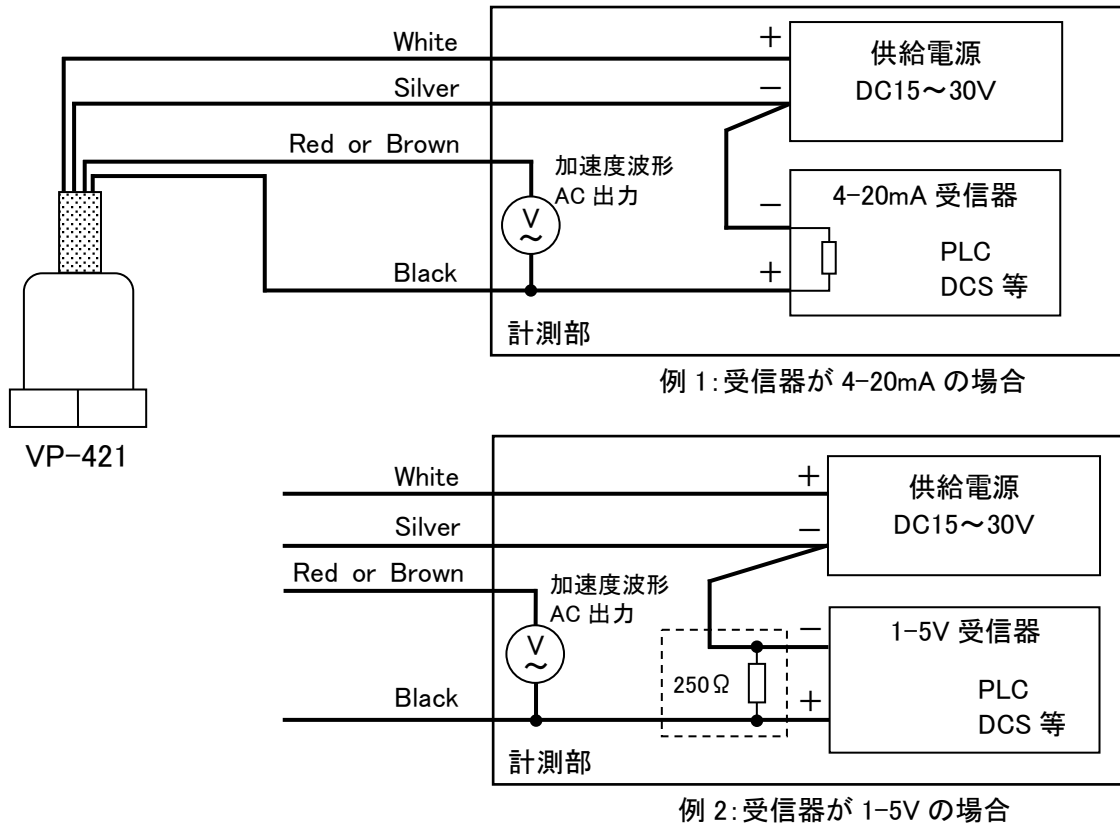 White
+
供給電源
DC15～30V
Silver
－
Red or Brown
加速度波形
AC 出力
V
～
－
4-20mA 受信器
PLC
DCS 等
Black
+
計測部
例 1：受信器が 4-20mA の場合
VP-421
White
+
供給電源
DC15～30V
Silver
－
Red or Brown
加速度波形
AC 出力
V
～
－
1-5V 受信器
250Ω
PLC
DCS 等
Black
+
計測部
例 2：受信器が 1-5V の場合